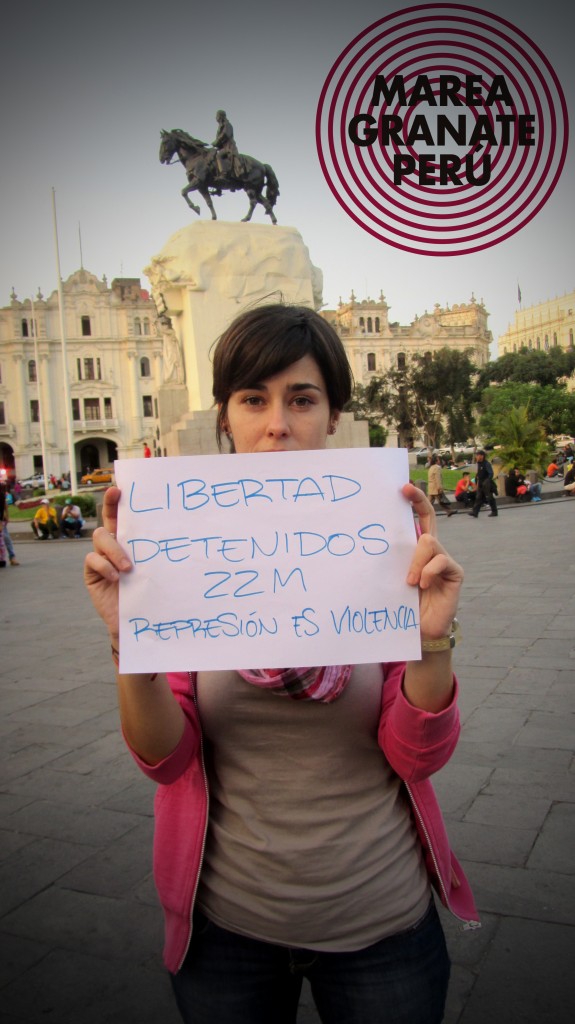 MAREA
GRANATE
PERÚ
LIBERTAD
DETENIDOS
22M
REPRESIÓN ES VIOLENCIA